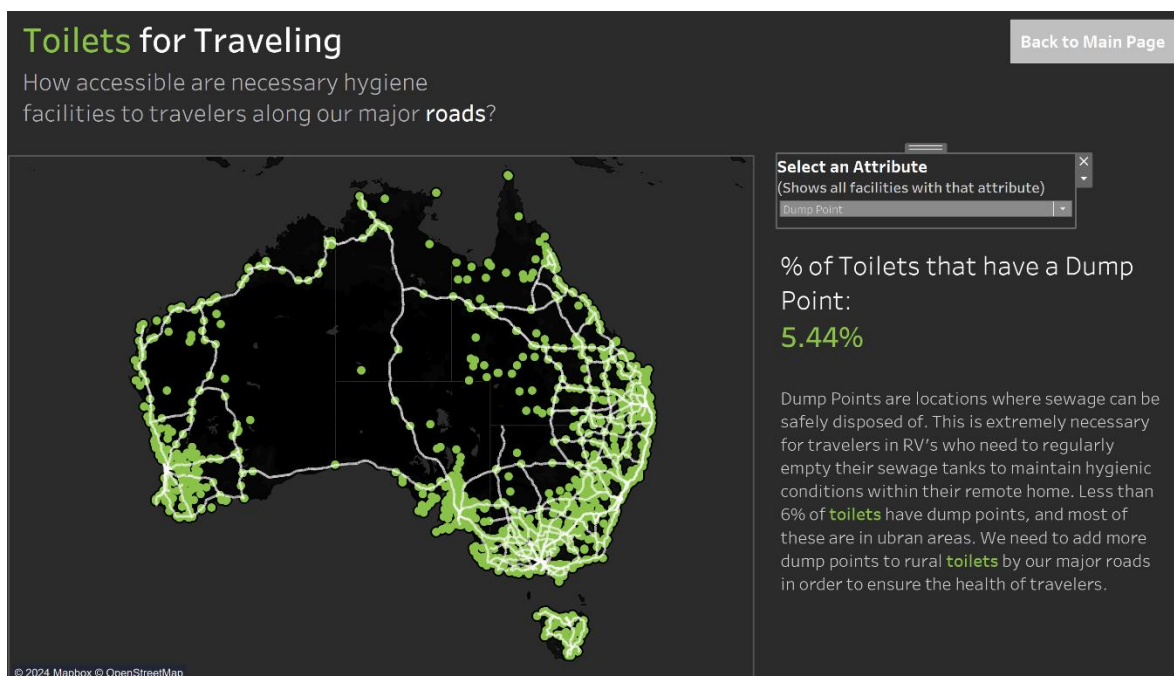 Toilets for Traveling
Back to Main Page
How accessible are necessary hygiene
facilities to travelers along our major roads?
Select an Attribute
(Shows all facilities with that attribute)
Dump Point
% of Toilets that have a Dump
Point:
5.44%
Dump Points are locations where sewage can be
safely disposed of. This is extremely necessary
for travelers in RV's who need to regularly
empty their sewage tanks to maintain hygienic
conditions within their remote home. Less than
6% of toilets have dump points, and most of
these are in ubran areas. We need to add more
dump points to rural toilets by our major roads
in order to ensure the health of travelers.
© 2024 Mapbox © OpenStreetMap